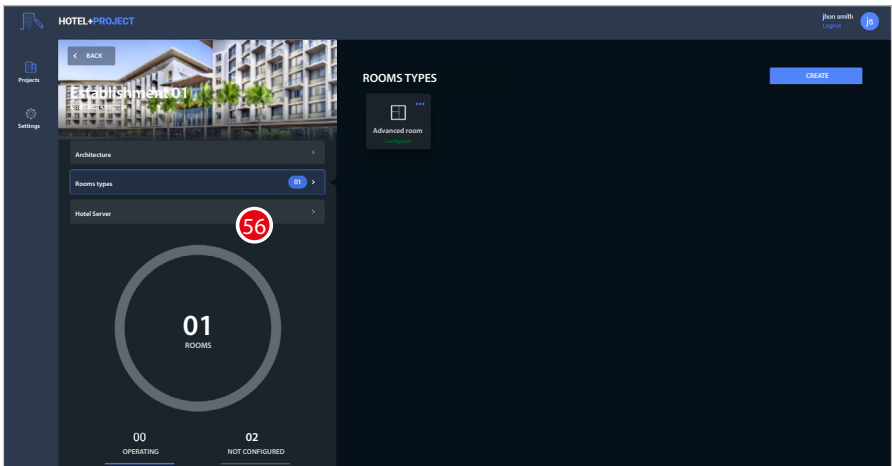 HOTEL+PROJECT
jhon smith
Logout
js
Projects
Settings
BACK
Establishment 01
Architecture
Rooms types
01
Hotel Server
56
01
ROOMS
00
OPERATING
02
NOT CONFIGURED
ROOMS TYPES
CREATE
Advanced room
Configured